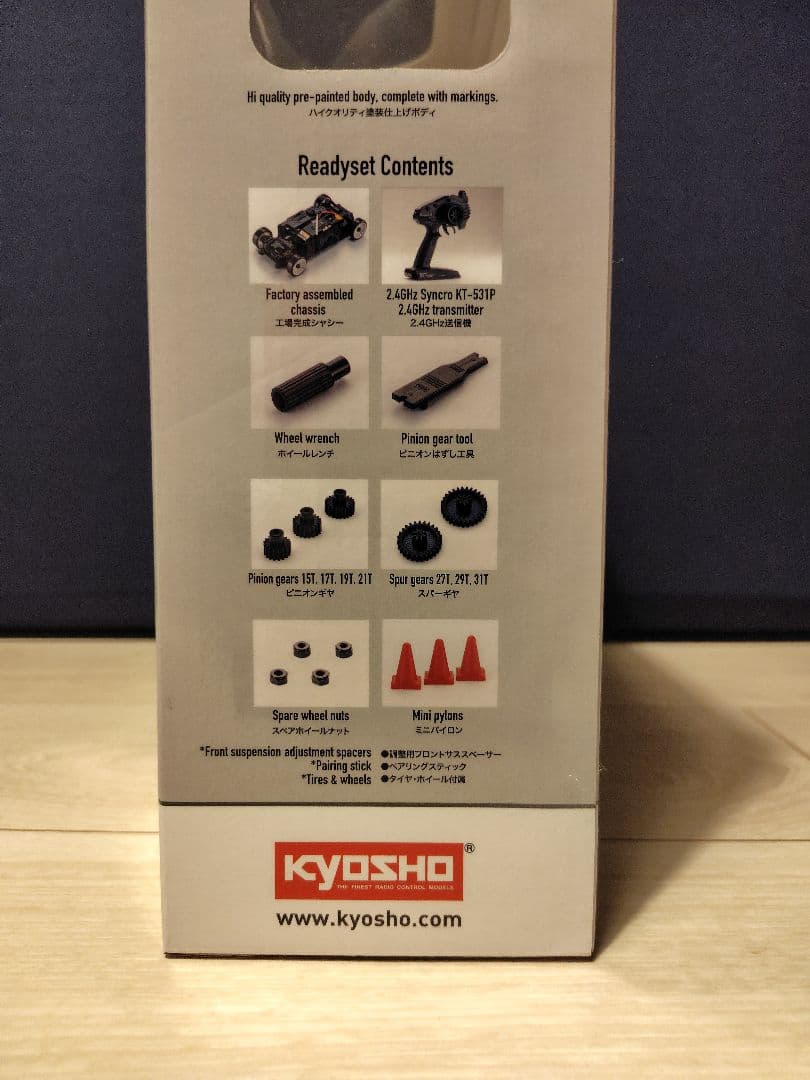 Hi quality pre-painted body, complete with markings.
ハイクオリティ塗装仕上げボディ
Readyset Contents
Factory assembled
chassis
工場完成シャシー
2.4GHz Syncro KT-531P
2.4GHz transmitter
2.4GHz送信機
Wheel wrench
ホイールレンチ
Pinion gear tool
ピニオンはずし工具
Pinion gears 15T, 17T, 19T, 21T
ピニオンギヤ
Spur gears 27T, 29T, 31T
スパーギヤ
Spare wheel nuts
スペアホイールナット
Mini pylons
ミニパイロン
*Front suspension adjustment spacers ●調整用フロントサススペーサー
*Pairing stick ●ペアリングスティック
*Tires & wheels ●タイヤ・ホイール付属
KYOSHO®
THE FINEST RADIO CONTROL MODELS
www.kyosho.com